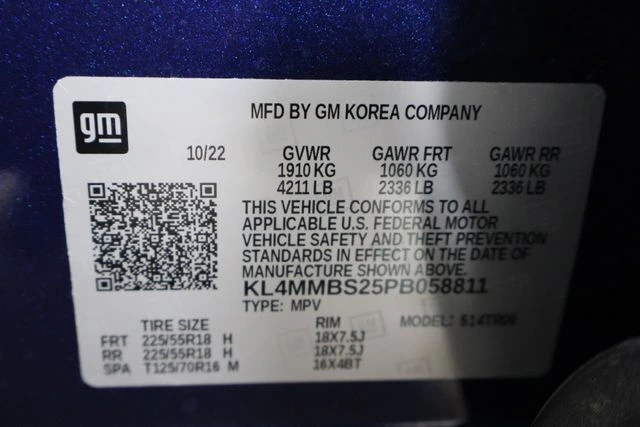 gm
MFD BY GM KOREA COMPANY
10/22 GVWR GAWR FRT GAWR RR
1910 KG 1060 KG 1060 KG
4211 LB 2336 LB 2336 LB
THIS VEHICLE CONFORMS TO ALL
APPLICABLE U.S. FEDERAL MOTOR
VEHICLE SAFETY AND THEFT PREVENTION
STANDARDS IN EFFECT ON THE DATE OF
MANUFACTURE SHOWN ABOVE.
KL4MMBS25PB058811
TYPE: MPV
TIRE SIZE RIM MODEL:
FRT 225/55R18 H 18X7.5J
RR 225/55R18 H 18X7.5J
SPA T125/70R16 M 16X4BT